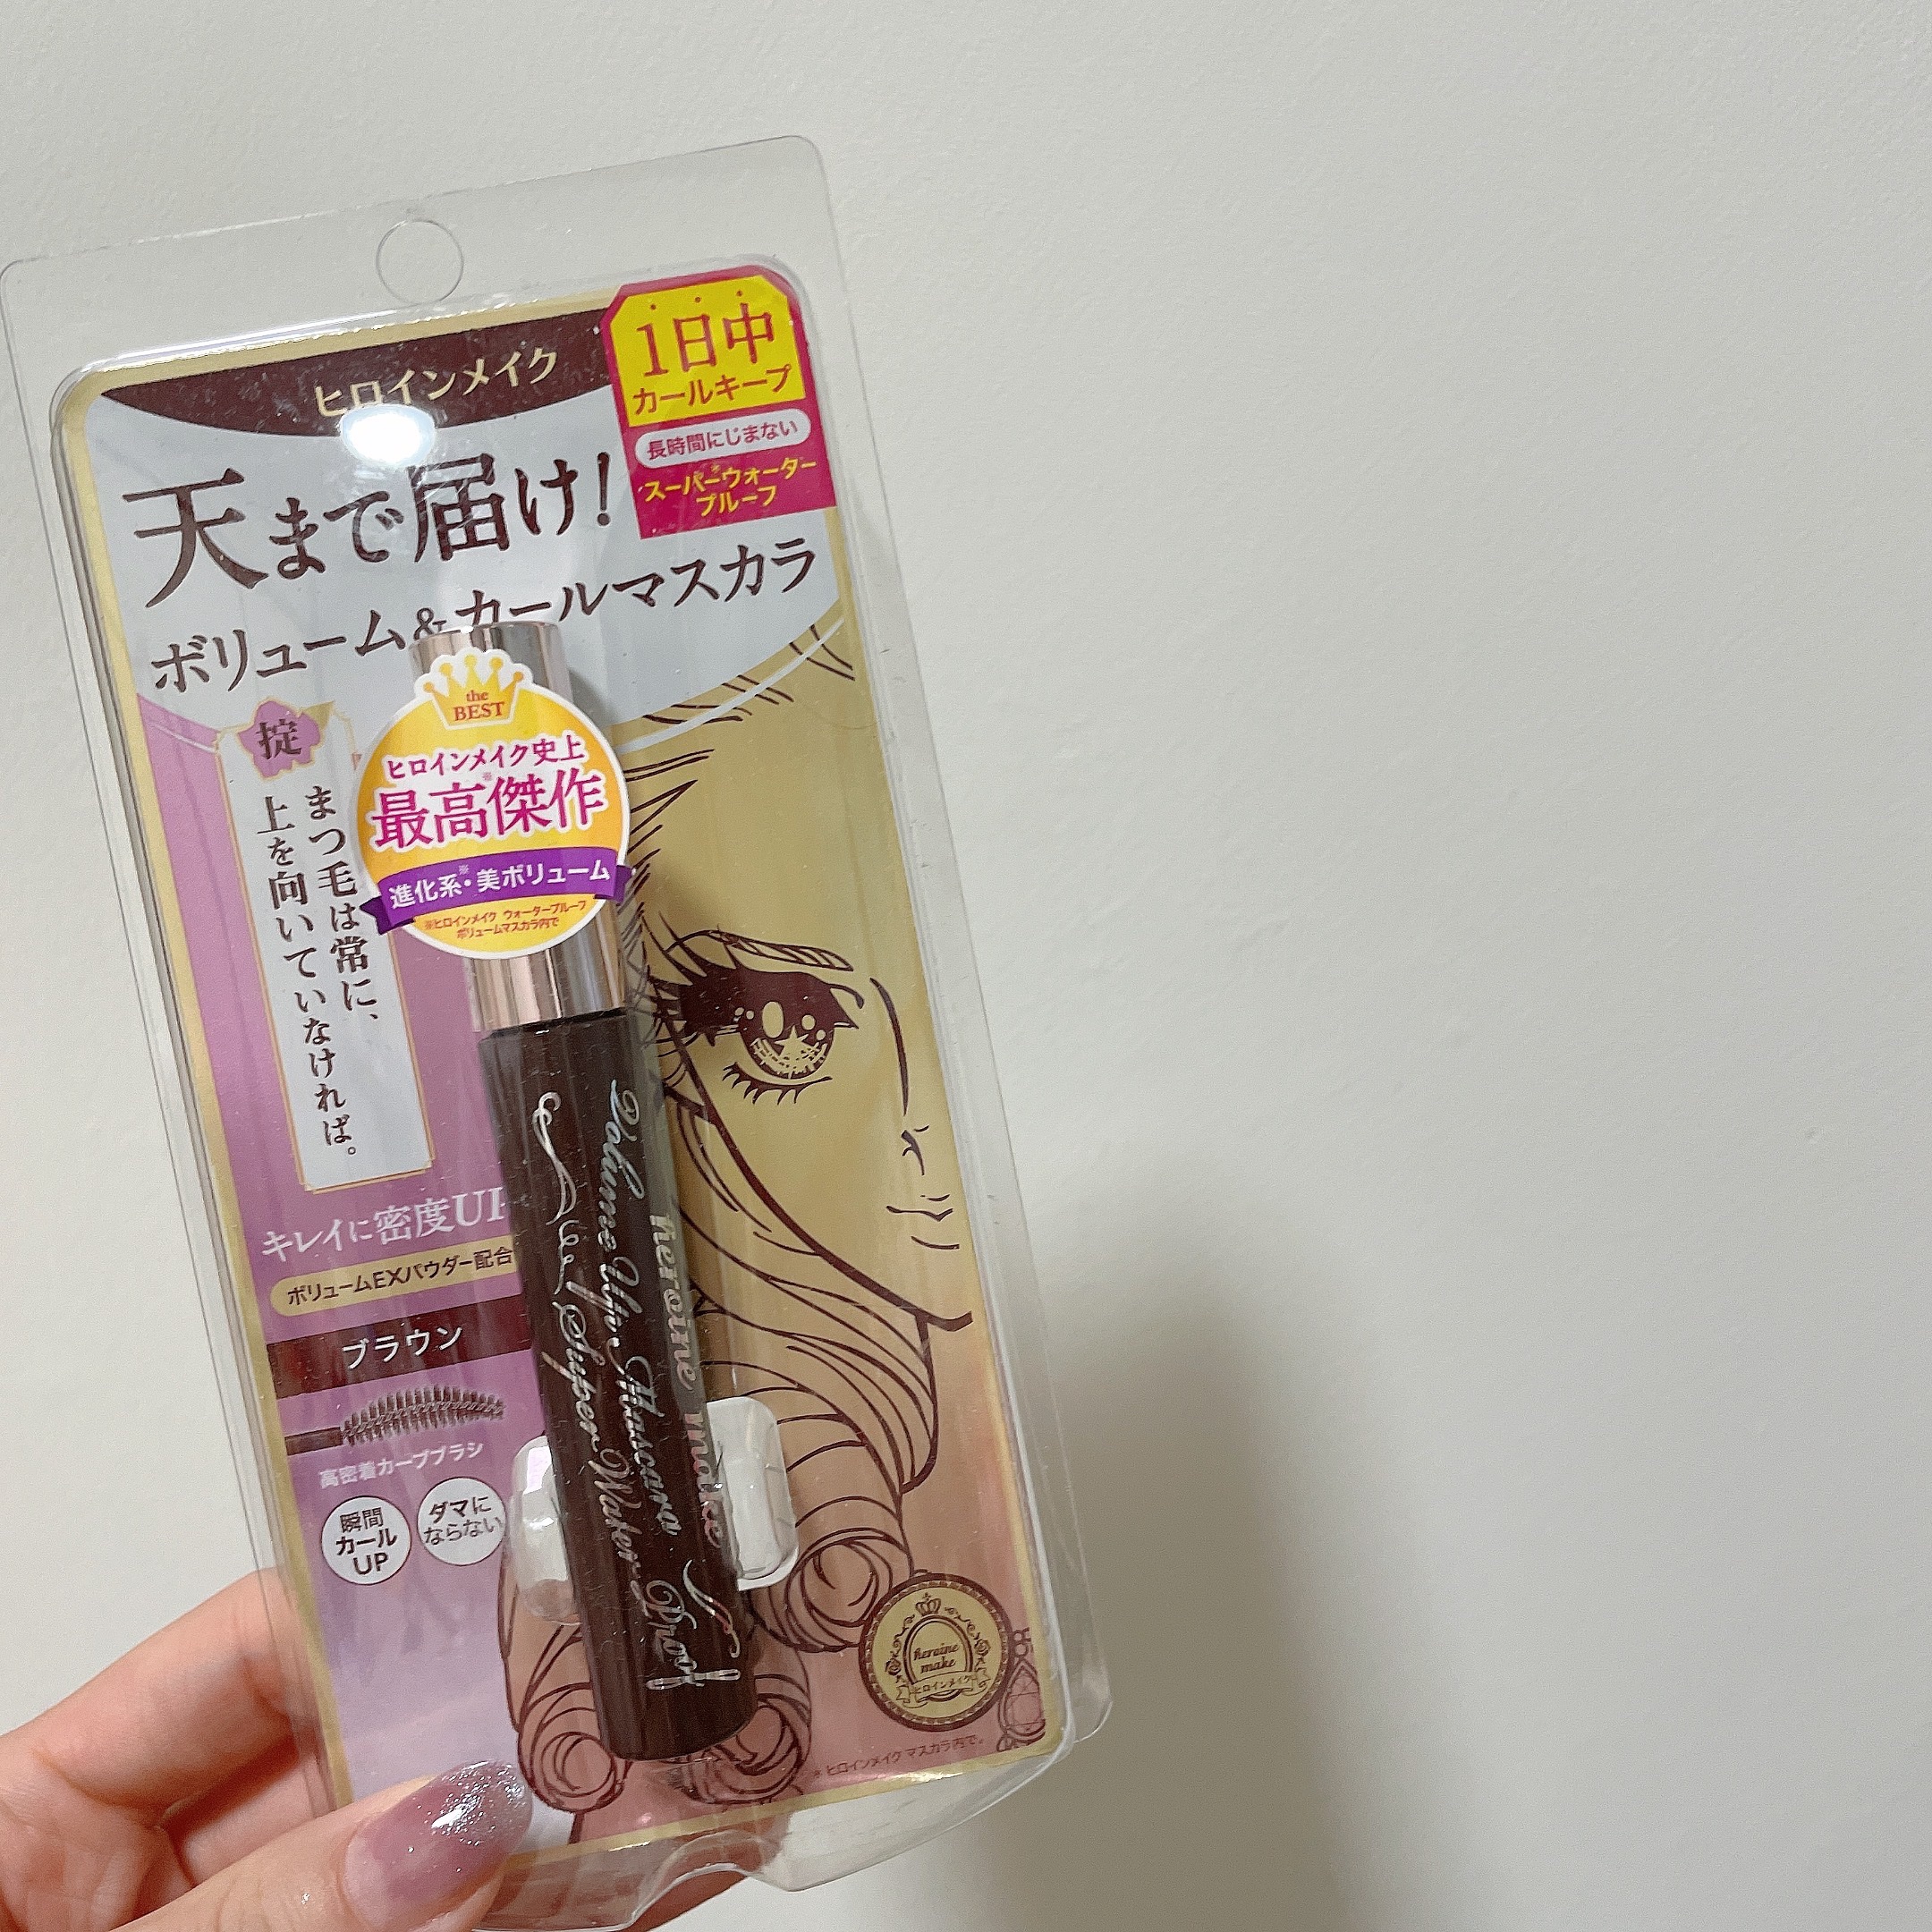 ヒロインメイク
1日中
カールキープ
長時間にじまない
スーパーウォーター
プルーフ
天まで届け!
ボリューム&カールマスカラ
the
BEST
ヒロインメイク史上
最高傑作※
進化系※・美ボリューム
※ヒロインメイク ウォータープルーフ
ボリュームマスカラ内で
掟
まつ毛は常に、
上を向いていなければ。
キレイに密度UP
ボリュームEXパウダー配合
ブラウン
高密着カーブブラシ
瞬間
カール
UP
ダマに
ならない
heroine make
Volume Up Mascara
Super Water Proof
heroine
make
ヒロインメイク
※ ヒロインメイク マスカラ内で。